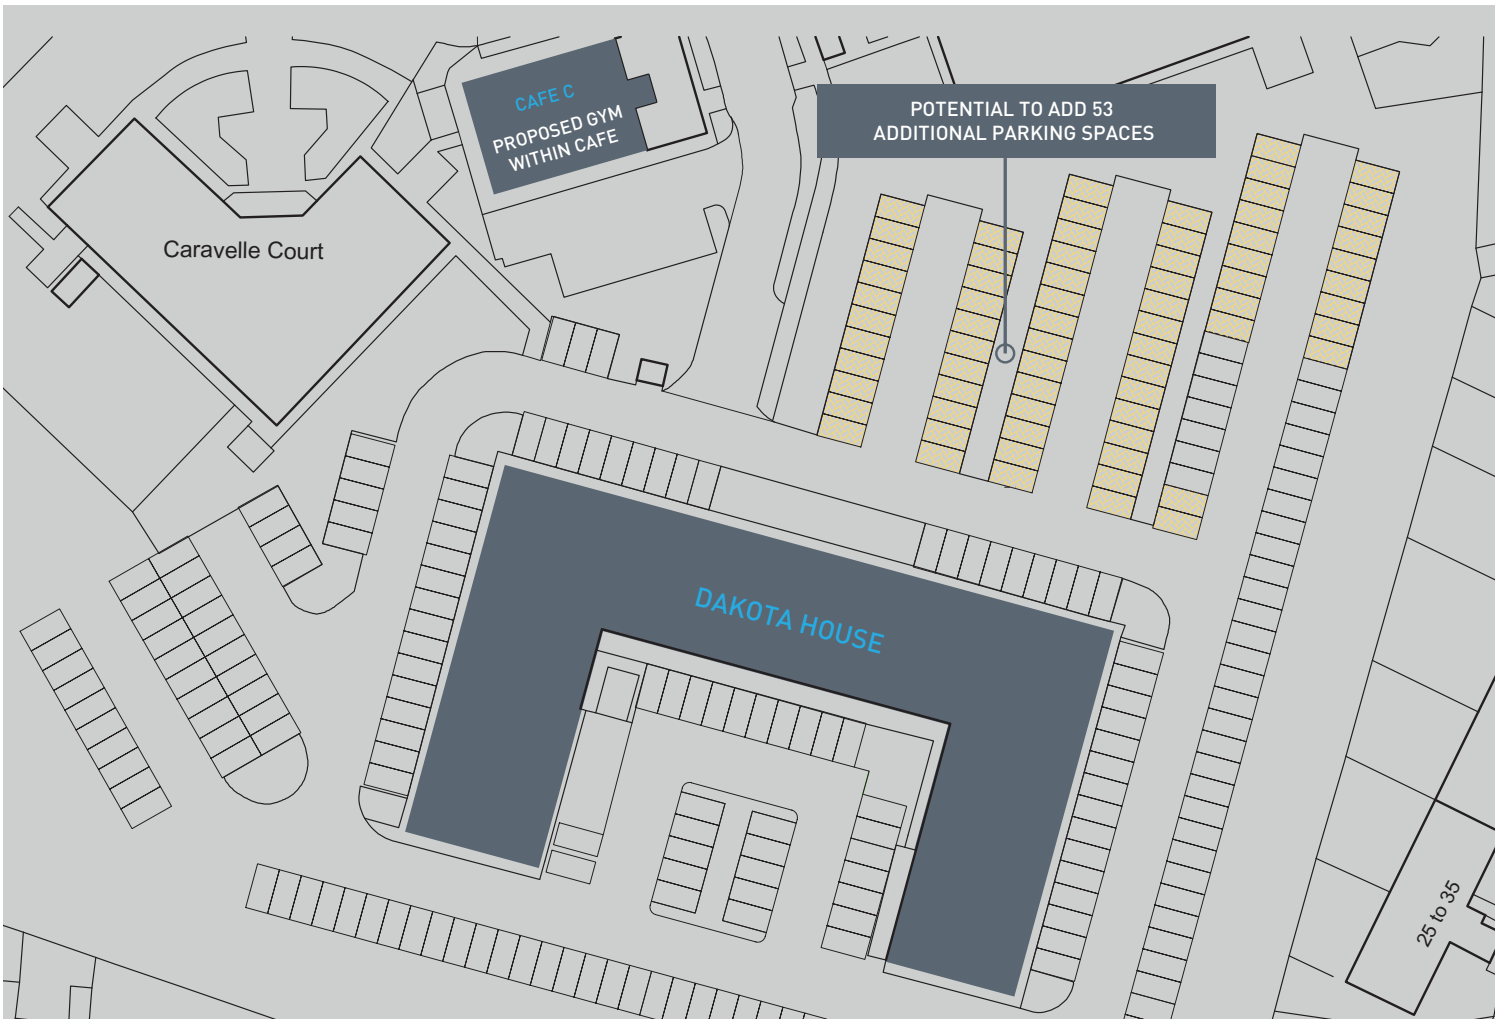 CAFE C
PROPOSED GYM
WITHIN CAFE
POTENTIAL TO ADD 53
ADDITIONAL PARKING SPACES
Caravelle Court
DAKOTA HOUSE
25 to 35